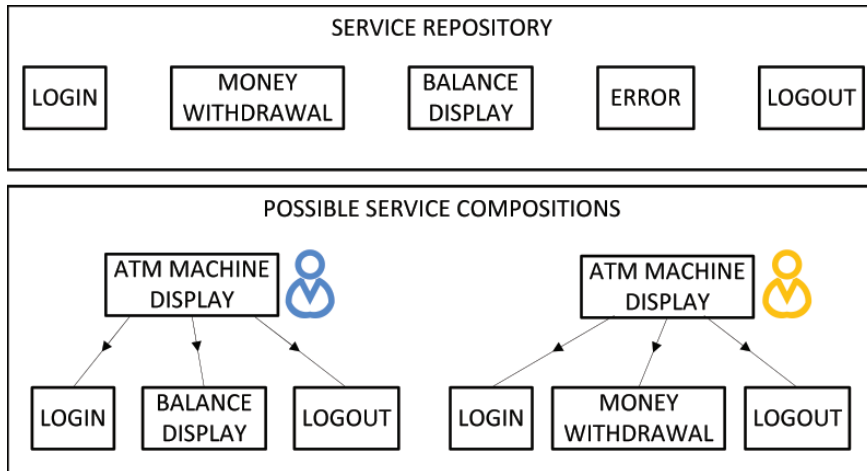 SERVICE REPOSITORY
LOGIN
MONEY
WITHDRAWAL
BALANCE
DISPLAY
ERROR
LOGOUT
POSSIBLE SERVICE COMPOSITIONS
ATM MACHINE
DISPLAY
ATM MACHINE
DISPLAY
LOGIN
BALANCE
DISPLAY
LOGOUT
LOGIN
MONEY
WITHDRAWAL
LOGOUT